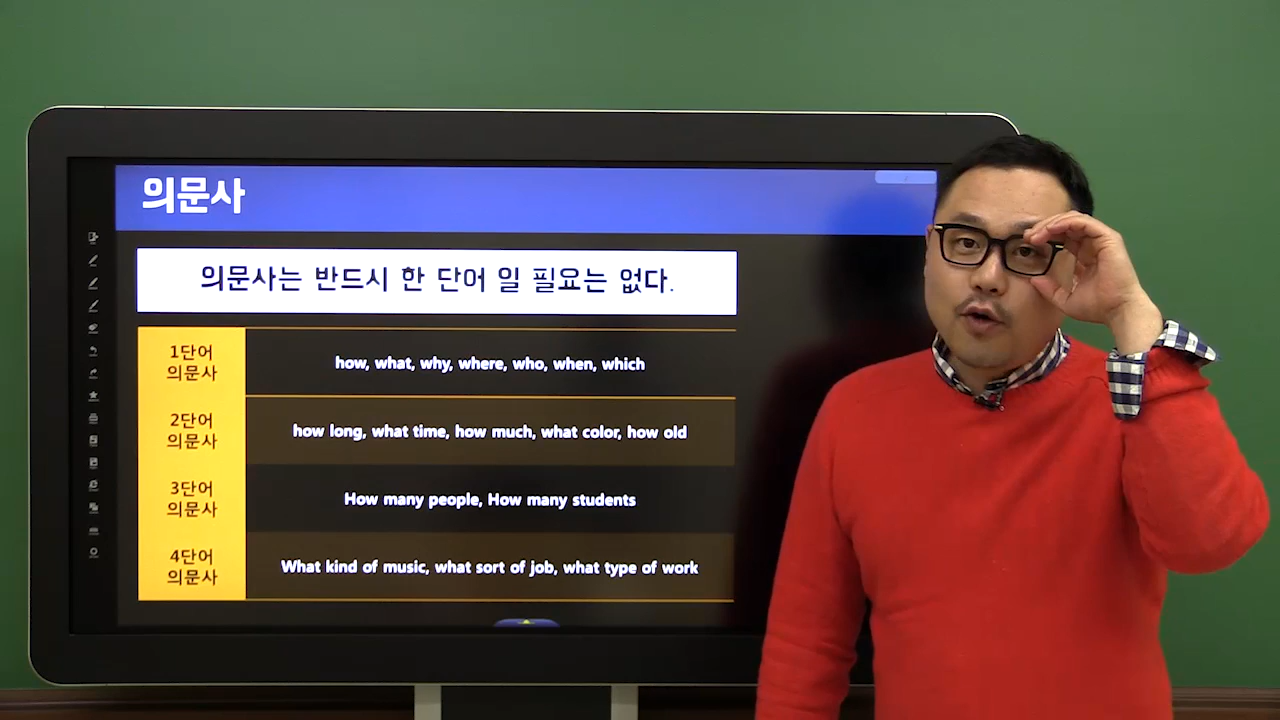 의문사
의문사는 반드시 한 단어 일 필요는 없다.
1단어
의문사
how, what, why, where, who, when, which
2단어
의문사
how long, what time, how much, what color, how old
3단어
의문사
How many people, How many students
4단어
의문사
What kind of music, what sort of job, what type of work